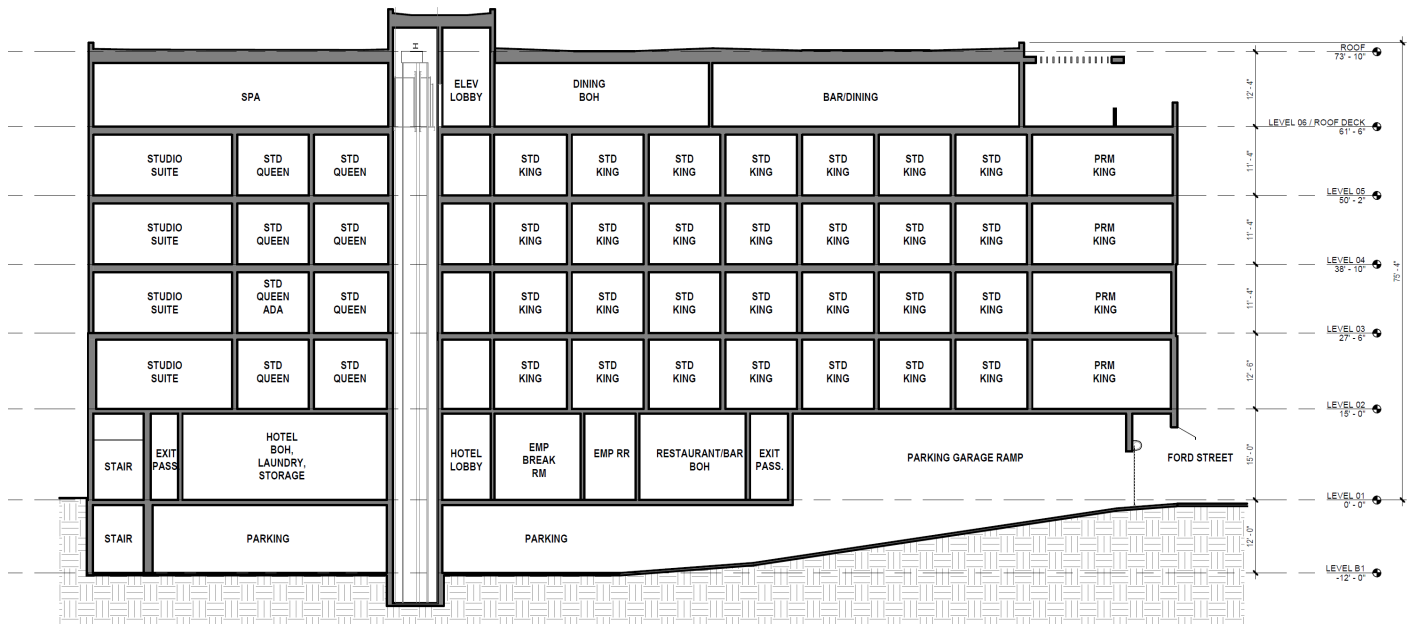 ROOF
73' - 10"
SPA
ELEV
LOBBY
DINING
BOH
BAR/DINING
12' - 4"
LEVEL 06 / ROOF DECK
61' - 6"
STUDIO
SUITE
STD
QUEEN
STD
QUEEN
STD
KING
STD
KING
STD
KING
STD
KING
STD
KING
STD
KING
STD
KING
PRM
KING
11' - 4"
LEVEL 05
50' - 2"
STUDIO
SUITE
STD
QUEEN
STD
QUEEN
STD
KING
STD
KING
STD
KING
STD
KING
STD
KING
STD
KING
STD
KING
PRM
KING
11' - 4"
LEVEL 04
38' - 10"
75' - 4"
STUDIO
SUITE
STD
QUEEN
ADA
STD
QUEEN
STD
KING
STD
KING
STD
KING
STD
KING
STD
KING
STD
KING
STD
KING
PRM
KING
11' - 4"
LEVEL 03
27' - 6"
STUDIO
SUITE
STD
QUEEN
STD
QUEEN
STD
KING
STD
KING
STD
KING
STD
KING
STD
KING
STD
KING
STD
KING
PRM
KING
12' - 6"
LEVEL 02
15' - 0"
STAIR
EXIT
PASS
HOTEL
BOH,
LAUNDRY,
STORAGE
HOTEL
LOBBY
EMP
BREAK
RM
EMP RR
RESTAURANT/BAR
BOH
EXIT
PASS.
PARKING GARAGE RAMP
FORD STREET
15' - 0"
LEVEL 01
0' - 0"
STAIR
PARKING
PARKING
12' - 0"
LEVEL B1
-12' - 0"